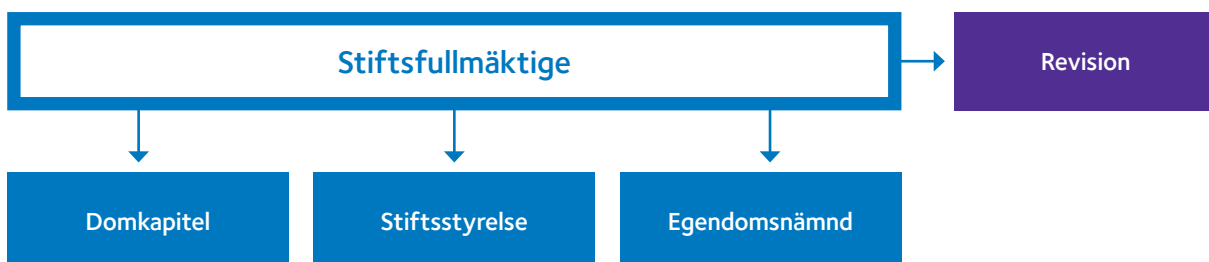 Stiftsfullmäktige
Revision
Domkapitel
Stiftsstyrelse
Egendomsnämnd